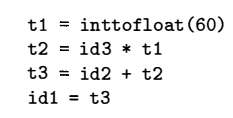 t1 = inttofloat(60)
t2 = id3 * t1
t3 = id2 + t2
id1 = t3